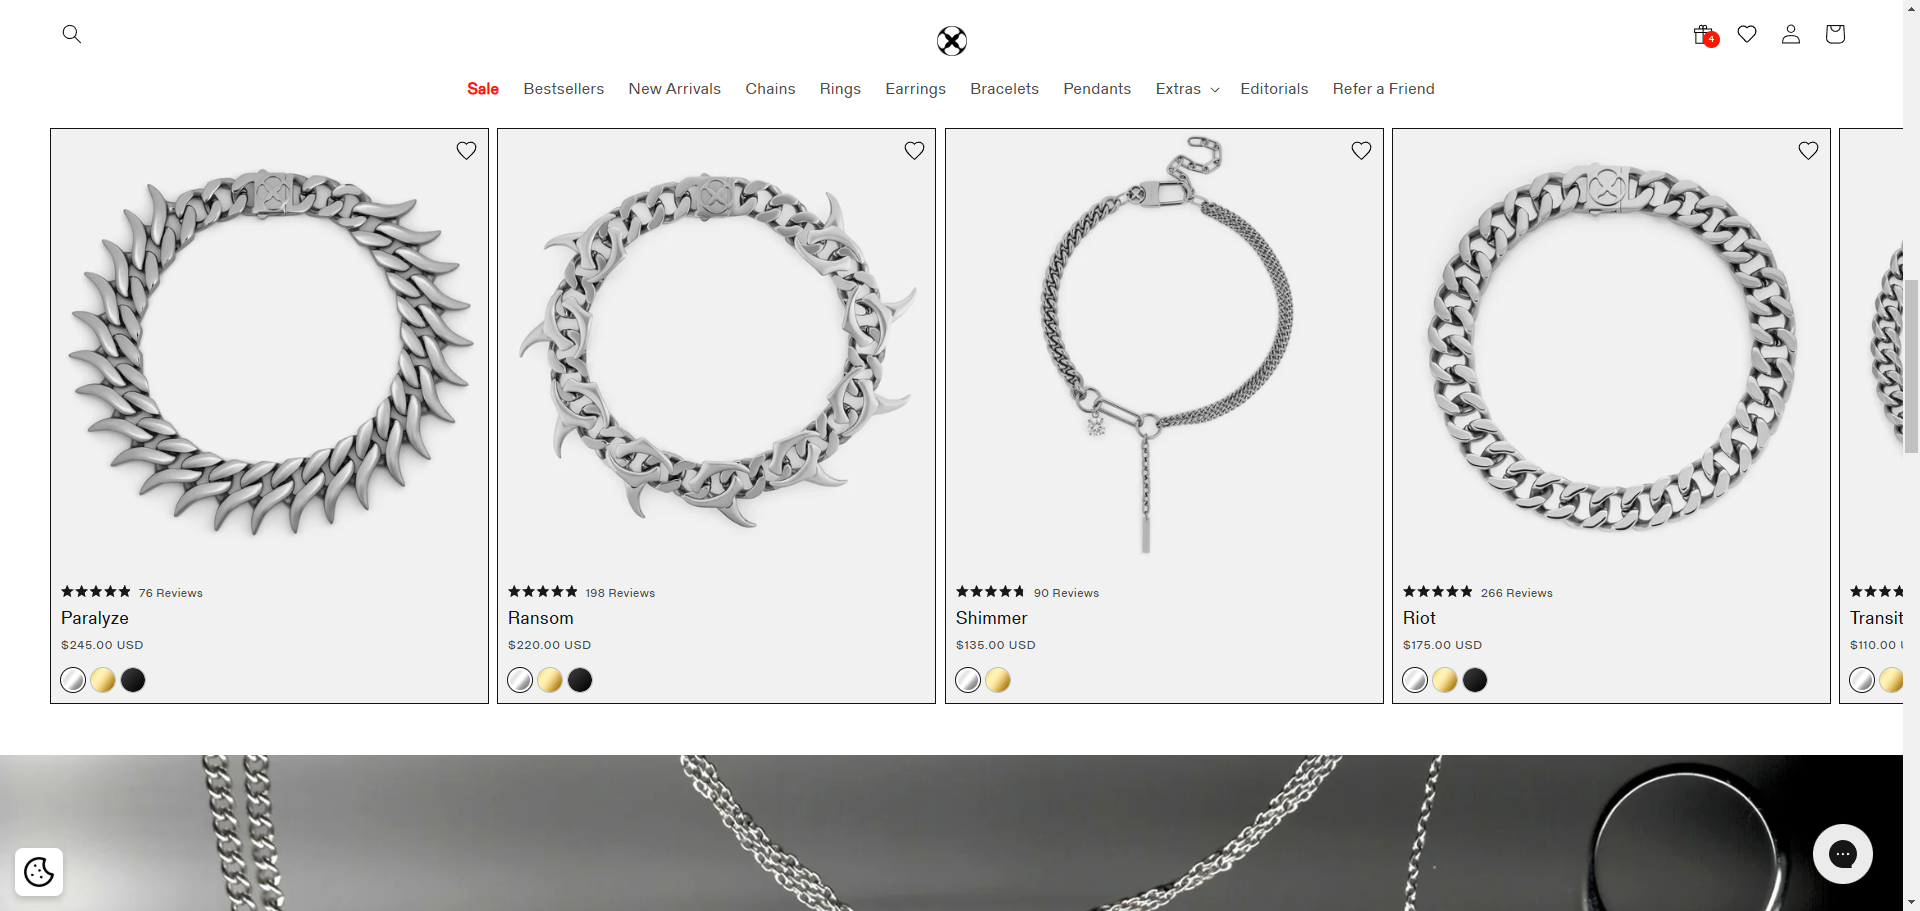 4
Sale Bestsellers New Arrivals Chains Rings Earrings Bracelets Pendants Extras Editorials Refer a Friend
76 Reviews
Paralyze
$245.00 USD
198 Reviews
Ransom
$220.00 USD
90 Reviews
Shimmer
$135.00 USD
266 Reviews
Riot
$175.00 USD
Transit
$110.00 U